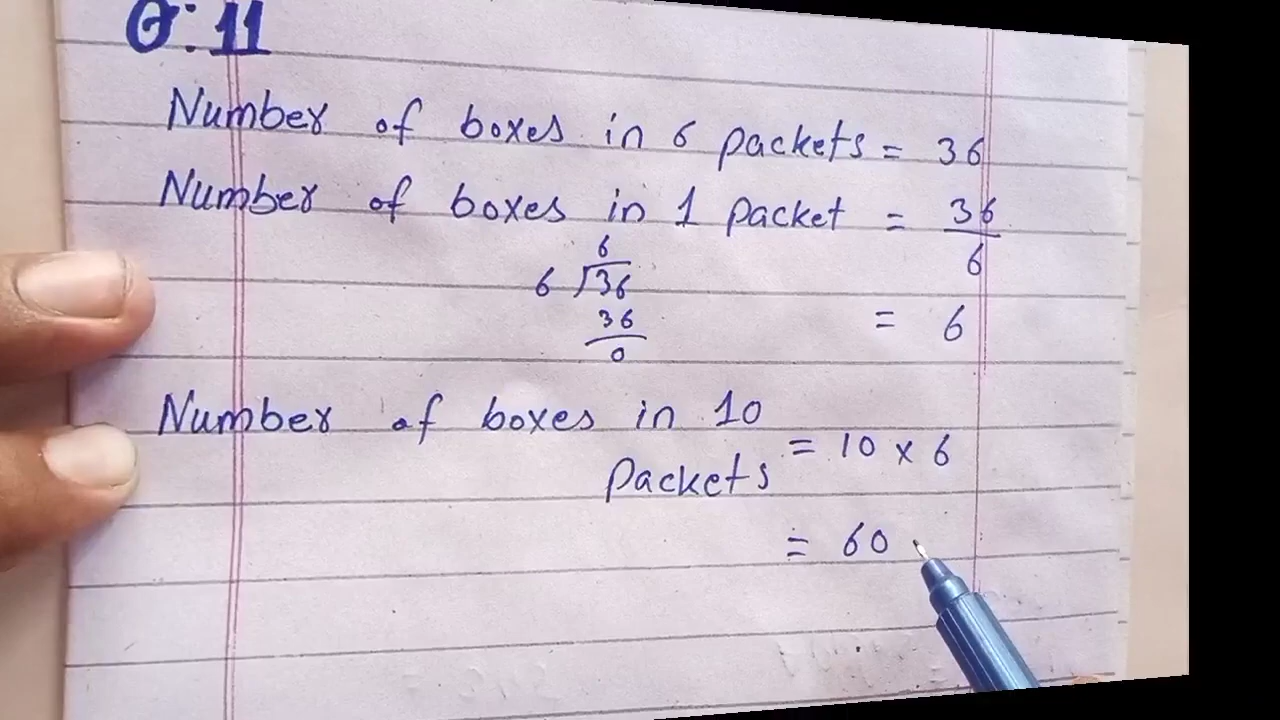 Q: 11
Number of boxes in 6 packets = 36
Number of boxes in 1 packet = 36/6
6
6 √36
36
0
= 6
Number of boxes in 10
packets = 10 x 6
= 60